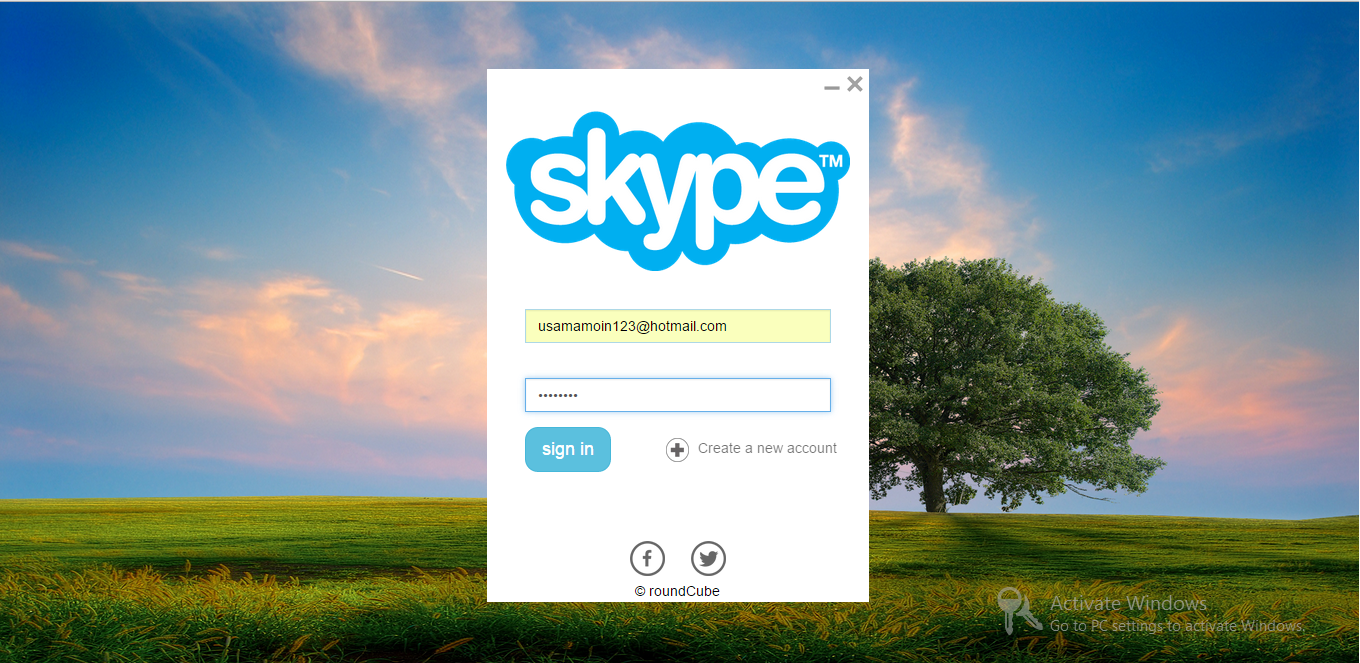 skype™
usamamoin123@hotmail.com
••••••••
sign in
Create a new account
© roundCube
Activate Windows
Go to PC settings to activate Windows.